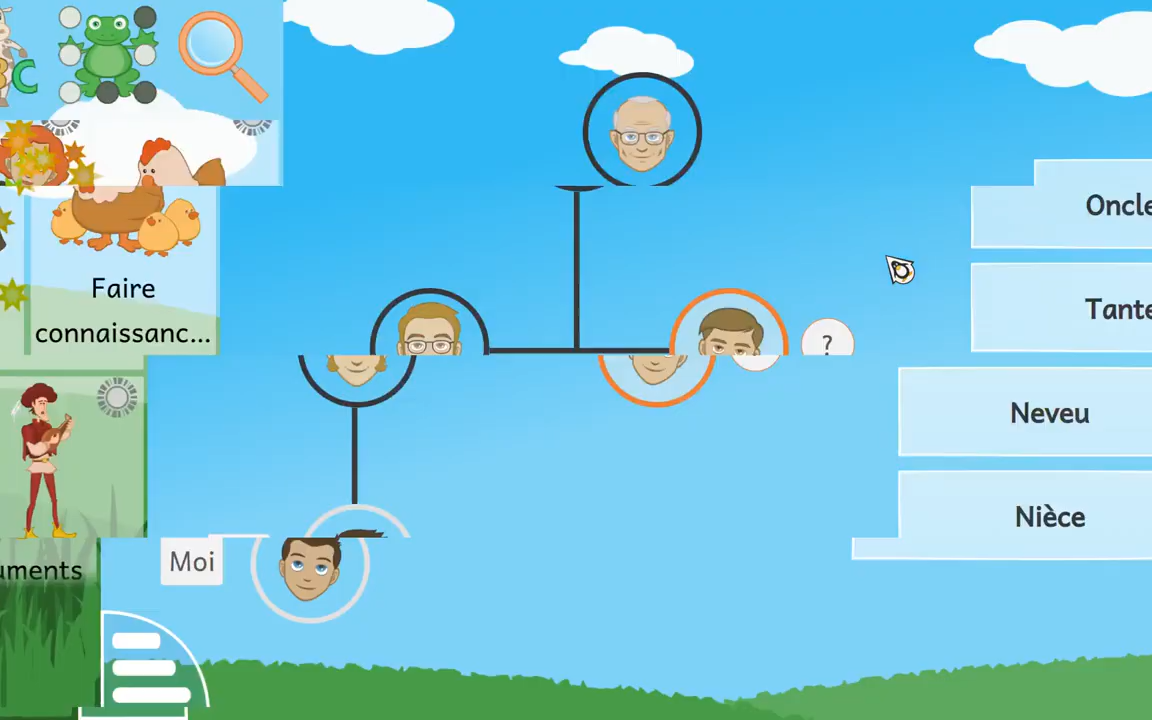 C
Faire
connaissanc...
Oncle
Tante
?
Neveu
Nièce
Moi
uments